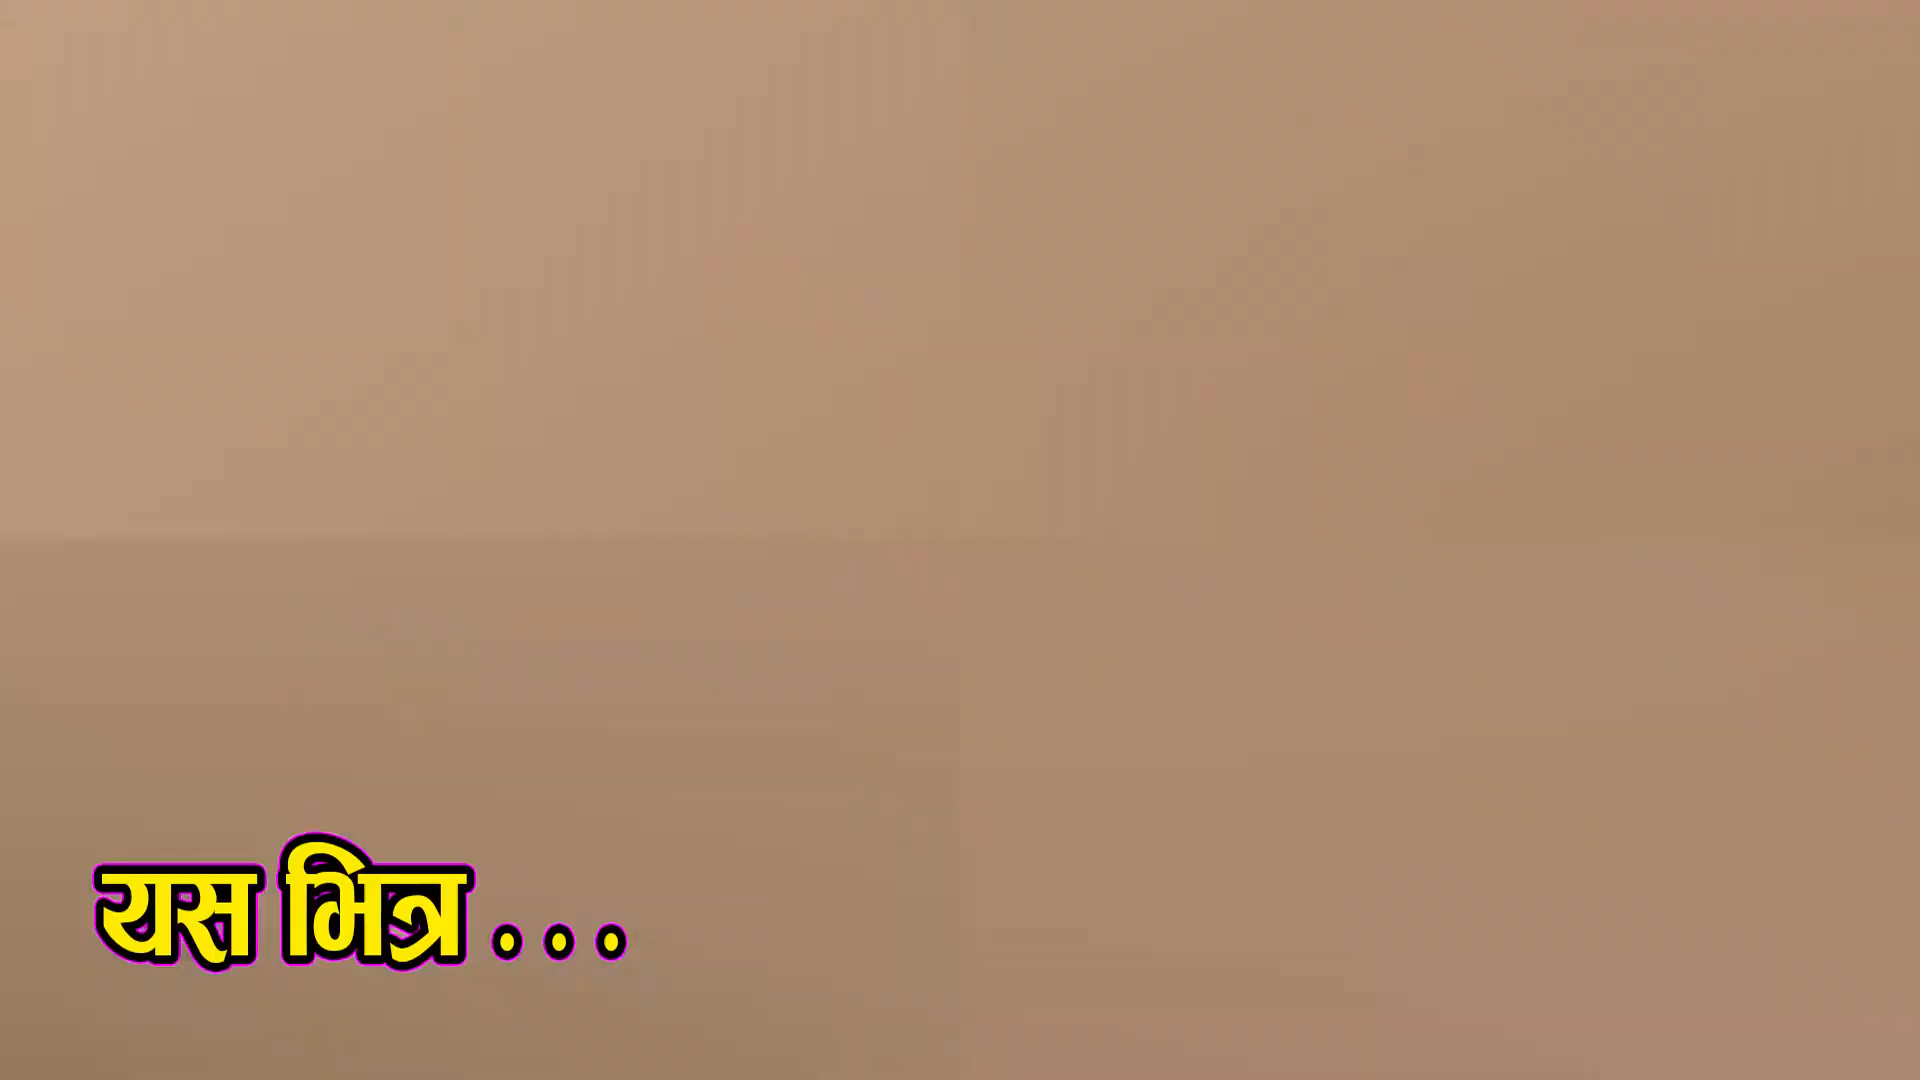 यस भित्र . . .